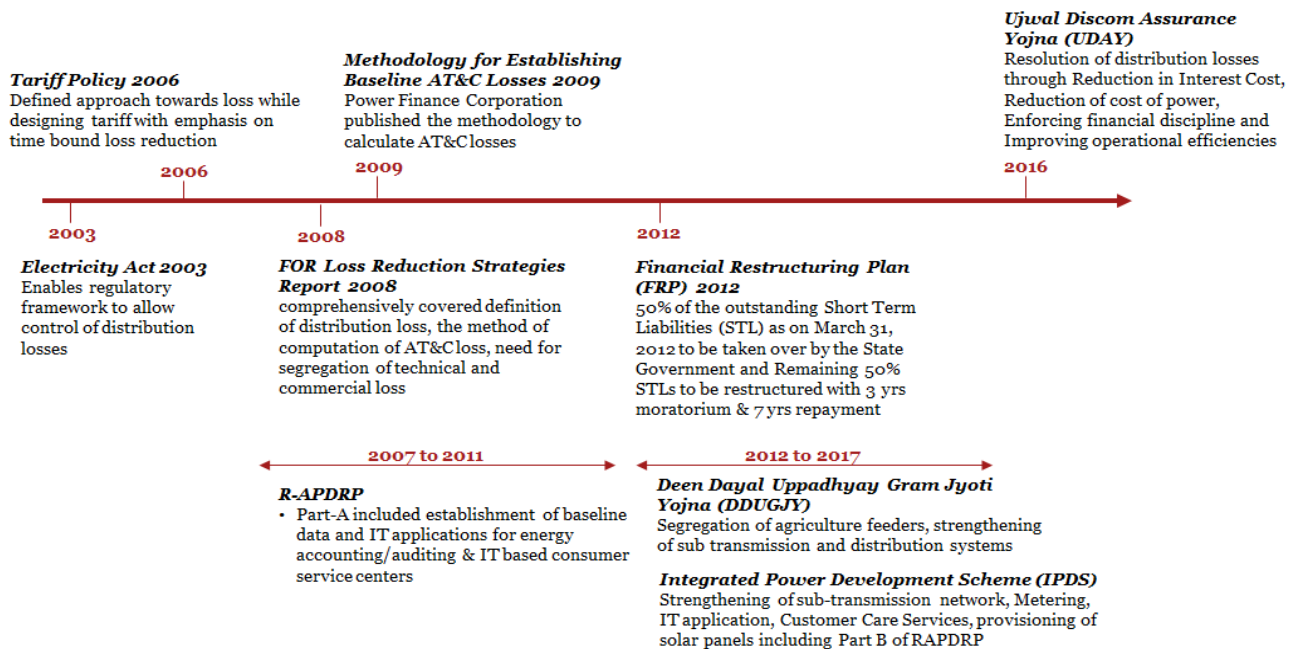 Ujwal Discom Assurance
Yojna (UDAY)
Resolution of distribution losses
through Reduction in Interest Cost,
Reduction of cost of power,
Enforcing financial discipline and
Improving operational efficiencies
2016
Methodology for Establishing
Baseline AT&C Losses 2009
Power Finance Corporation
published the methodology to
calculate AT&C losses
2009
Tariff Policy 2006
Defined approach towards loss while
designing tariff with emphasis on
time bound loss reduction
2006
2003
Electricity Act 2003
Enables regulatory
framework to allow
control of distribution
losses
2008
FOR Loss Reduction Strategies
Report 2008
comprehensively covered definition
of distribution loss, the method of
computation of AT&C loss, need for
segregation of technical and
commercial loss
2012
Financial Restructuring Plan
(FRP) 2012
50% of the outstanding Short Term
Liabilities (STL) as on March 31,
2012 to be taken over by the State
Government and Remaining 50%
STLs to be restructured with 3 yrs
moratorium & 7 yrs repayment
2007 to 2011
R-APDRP
• Part-A included establishment of baseline
data and IT applications for energy
accounting/auditing & IT based consumer
service centers
2012 to 2017
Deen Dayal Uppadhyay Gram Jyoti
Yojna (DDUGJY)
Segregation of agriculture feeders, strengthening
of sub transmission and distribution systems
Integrated Power Development Scheme (IPDS)
Strengthening of sub-transmission network, Metering,
IT application, Customer Care Services, provisioning of
solar panels including Part B of RAPDRP